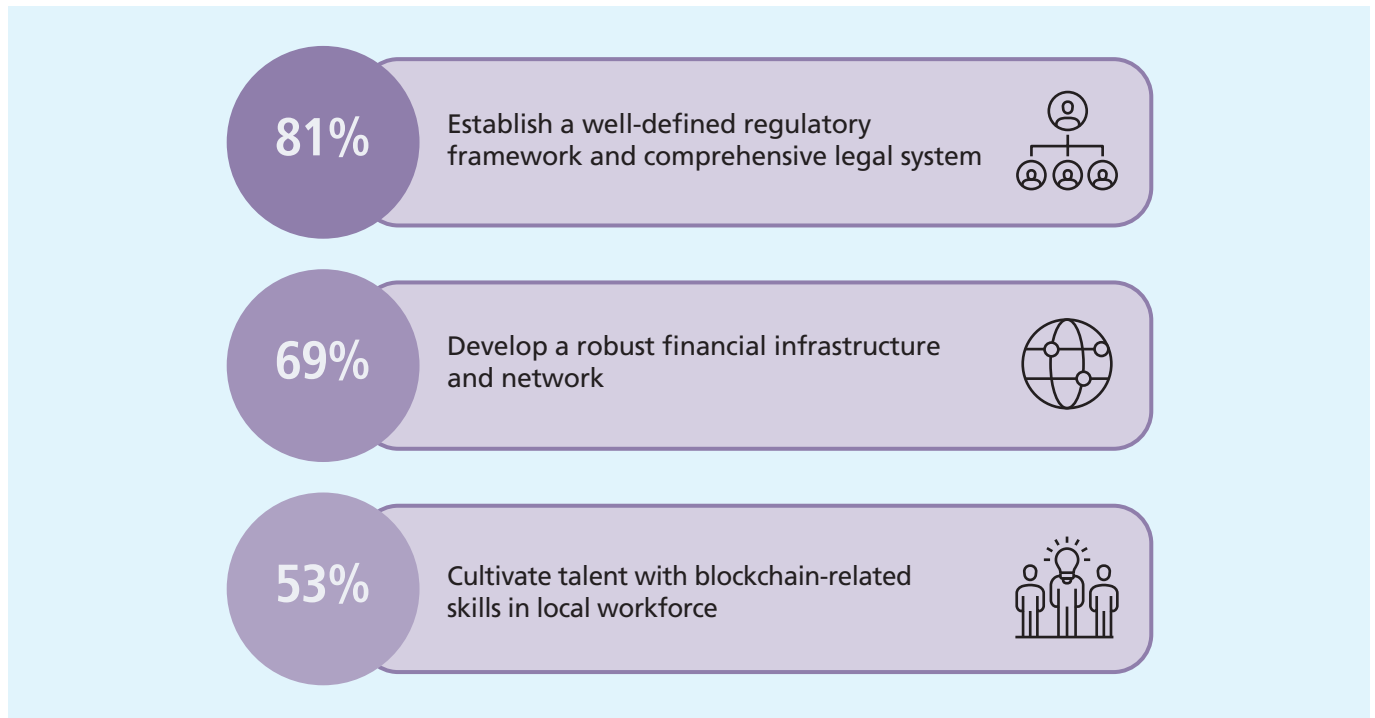 81%
Establish a well-defined regulatory
framework and comprehensive legal system
69%
Develop a robust financial infrastructure
and network
53%
Cultivate talent with blockchain-related
skills in local workforce